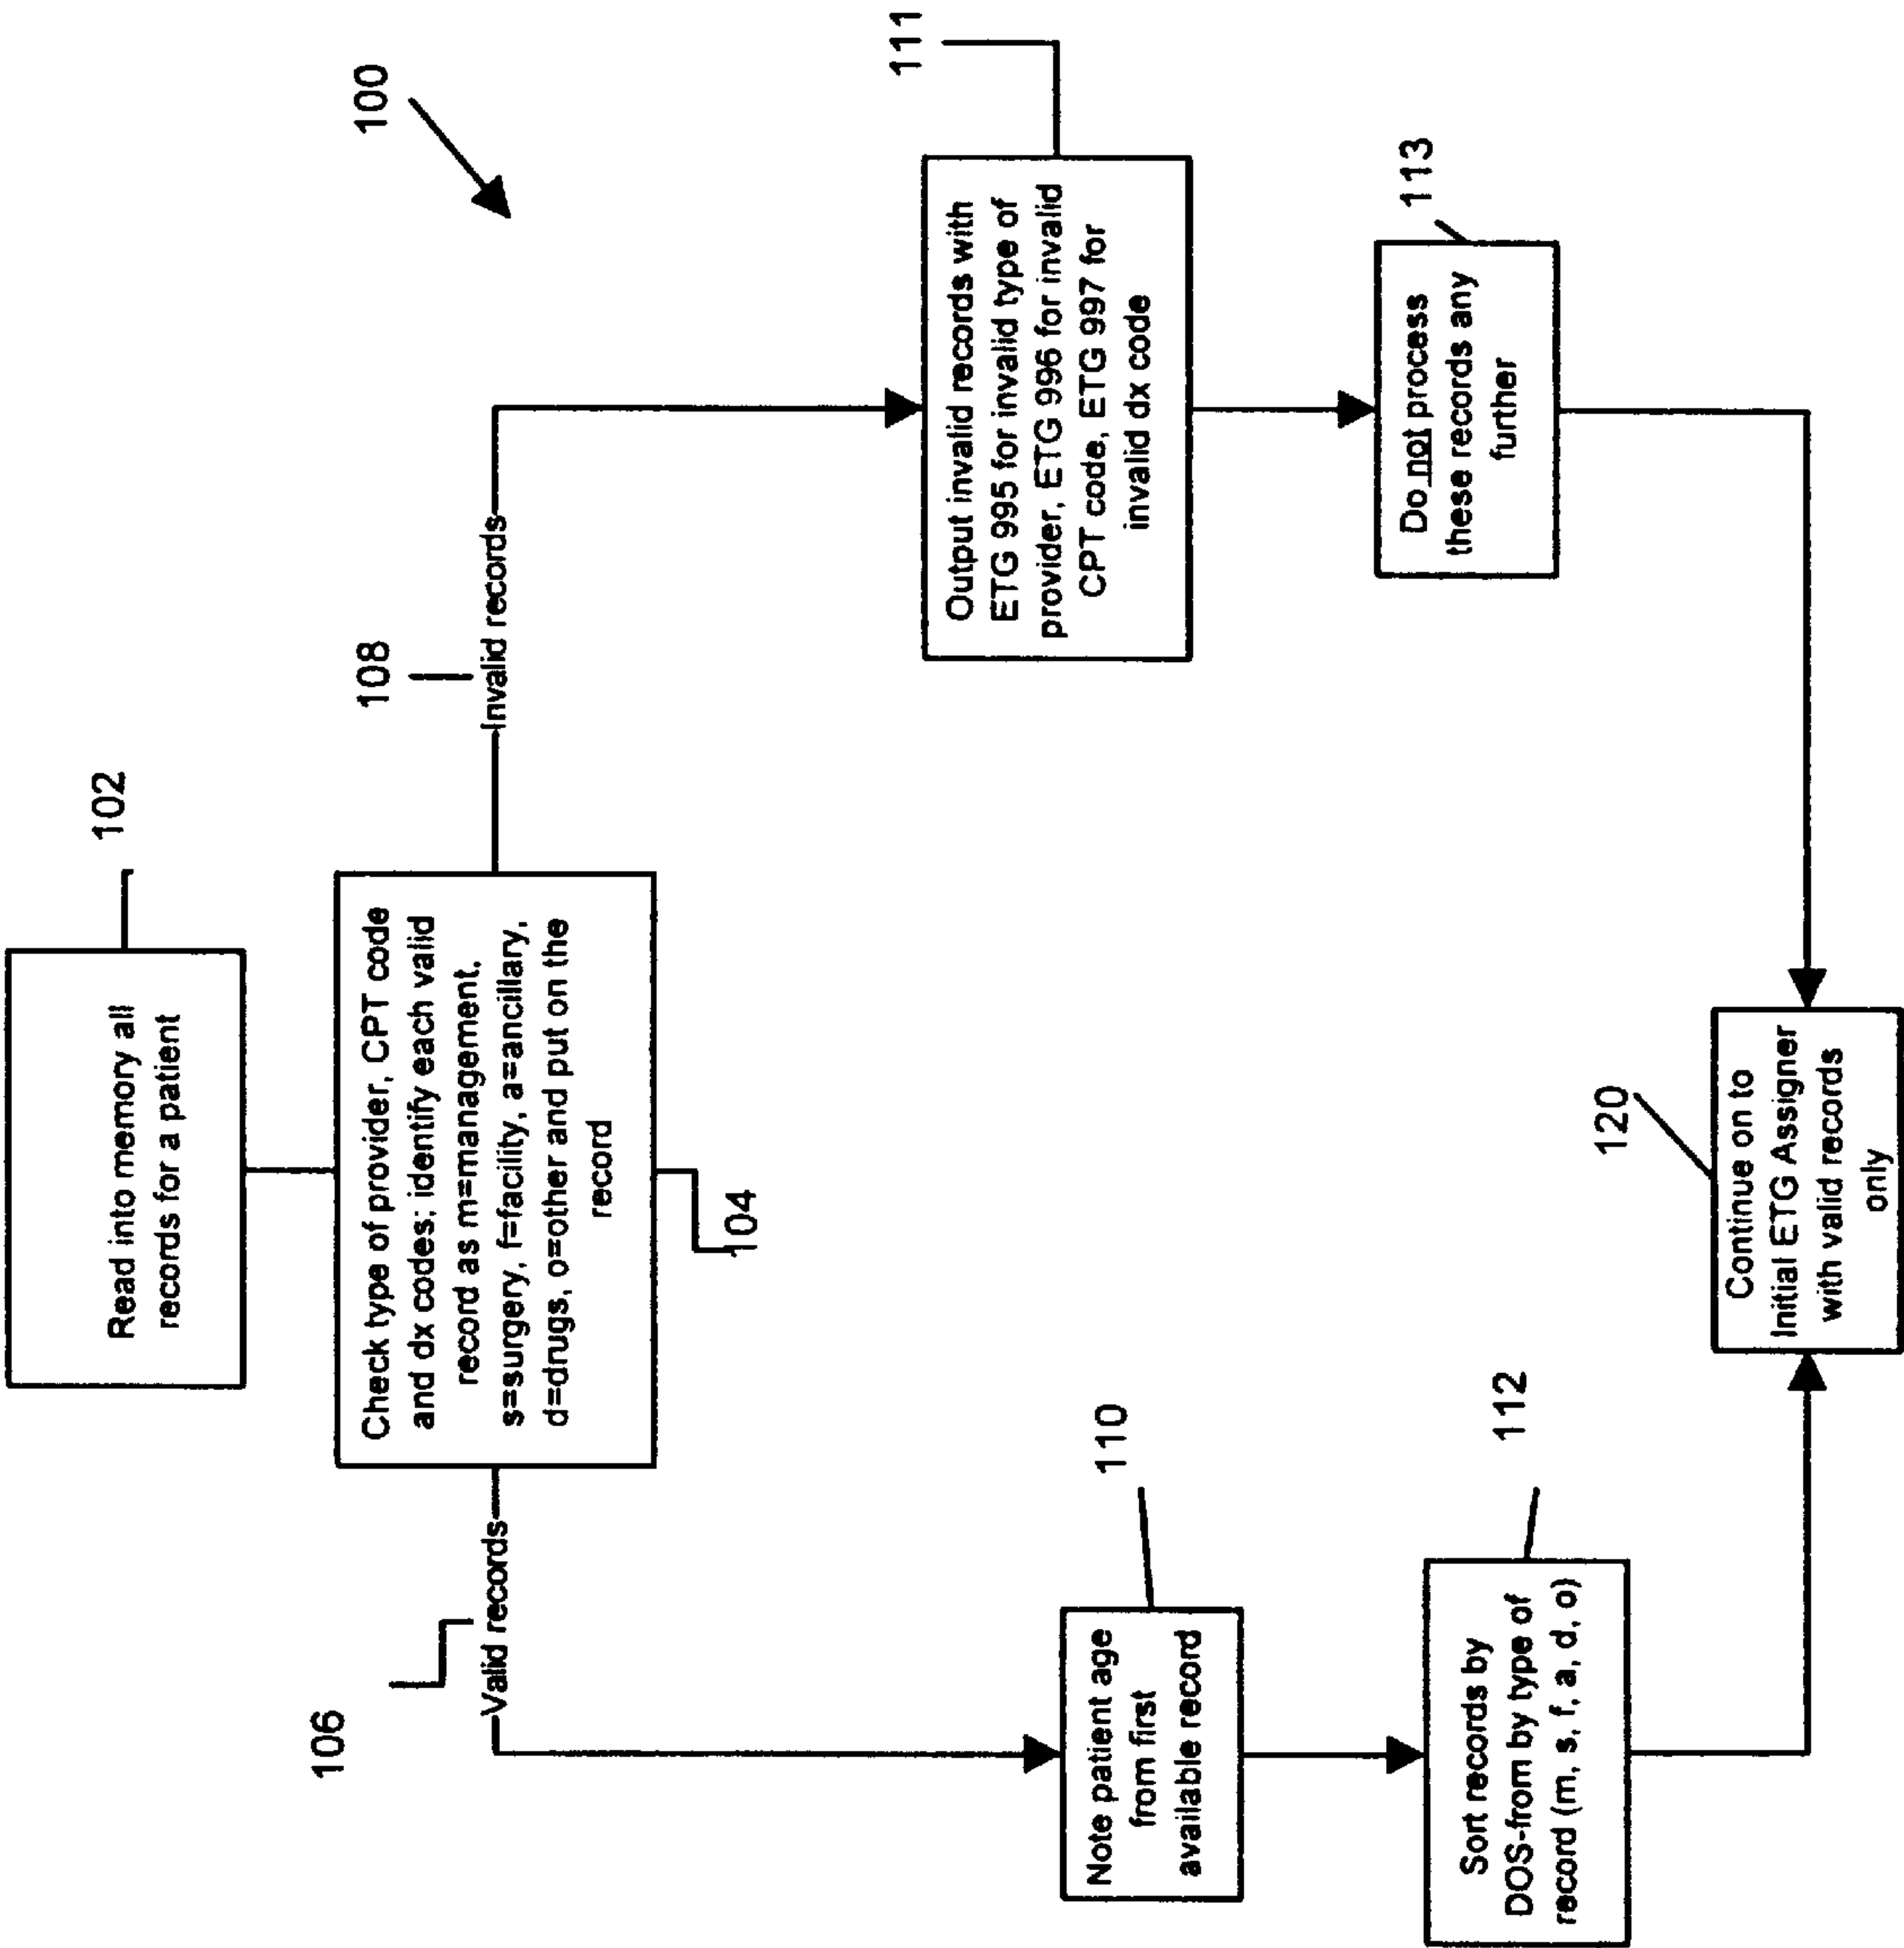 100
102
Read into memory all
records for a patient
Check type of provider, CPT code
and dx codes; identify each valid
record as m=management,
s=surgery, f=facility, a=ancillary,
d=drugs, o=other and put on the
record
104
106
Valid records
108
Invalid records
110
Note patient age
from first
available record
112
Sort records by
DOS-from by type of
record (m, s, f, a, d, o)
111
Output invalid records with
ETG 995 for invalid type of
provider, ETG 996 for invalid
CPT code, ETG 997 for
invalid dx code
113
Do not process
these records any
further
120
Continue on to
Initial ETG Assigner
with valid records
only